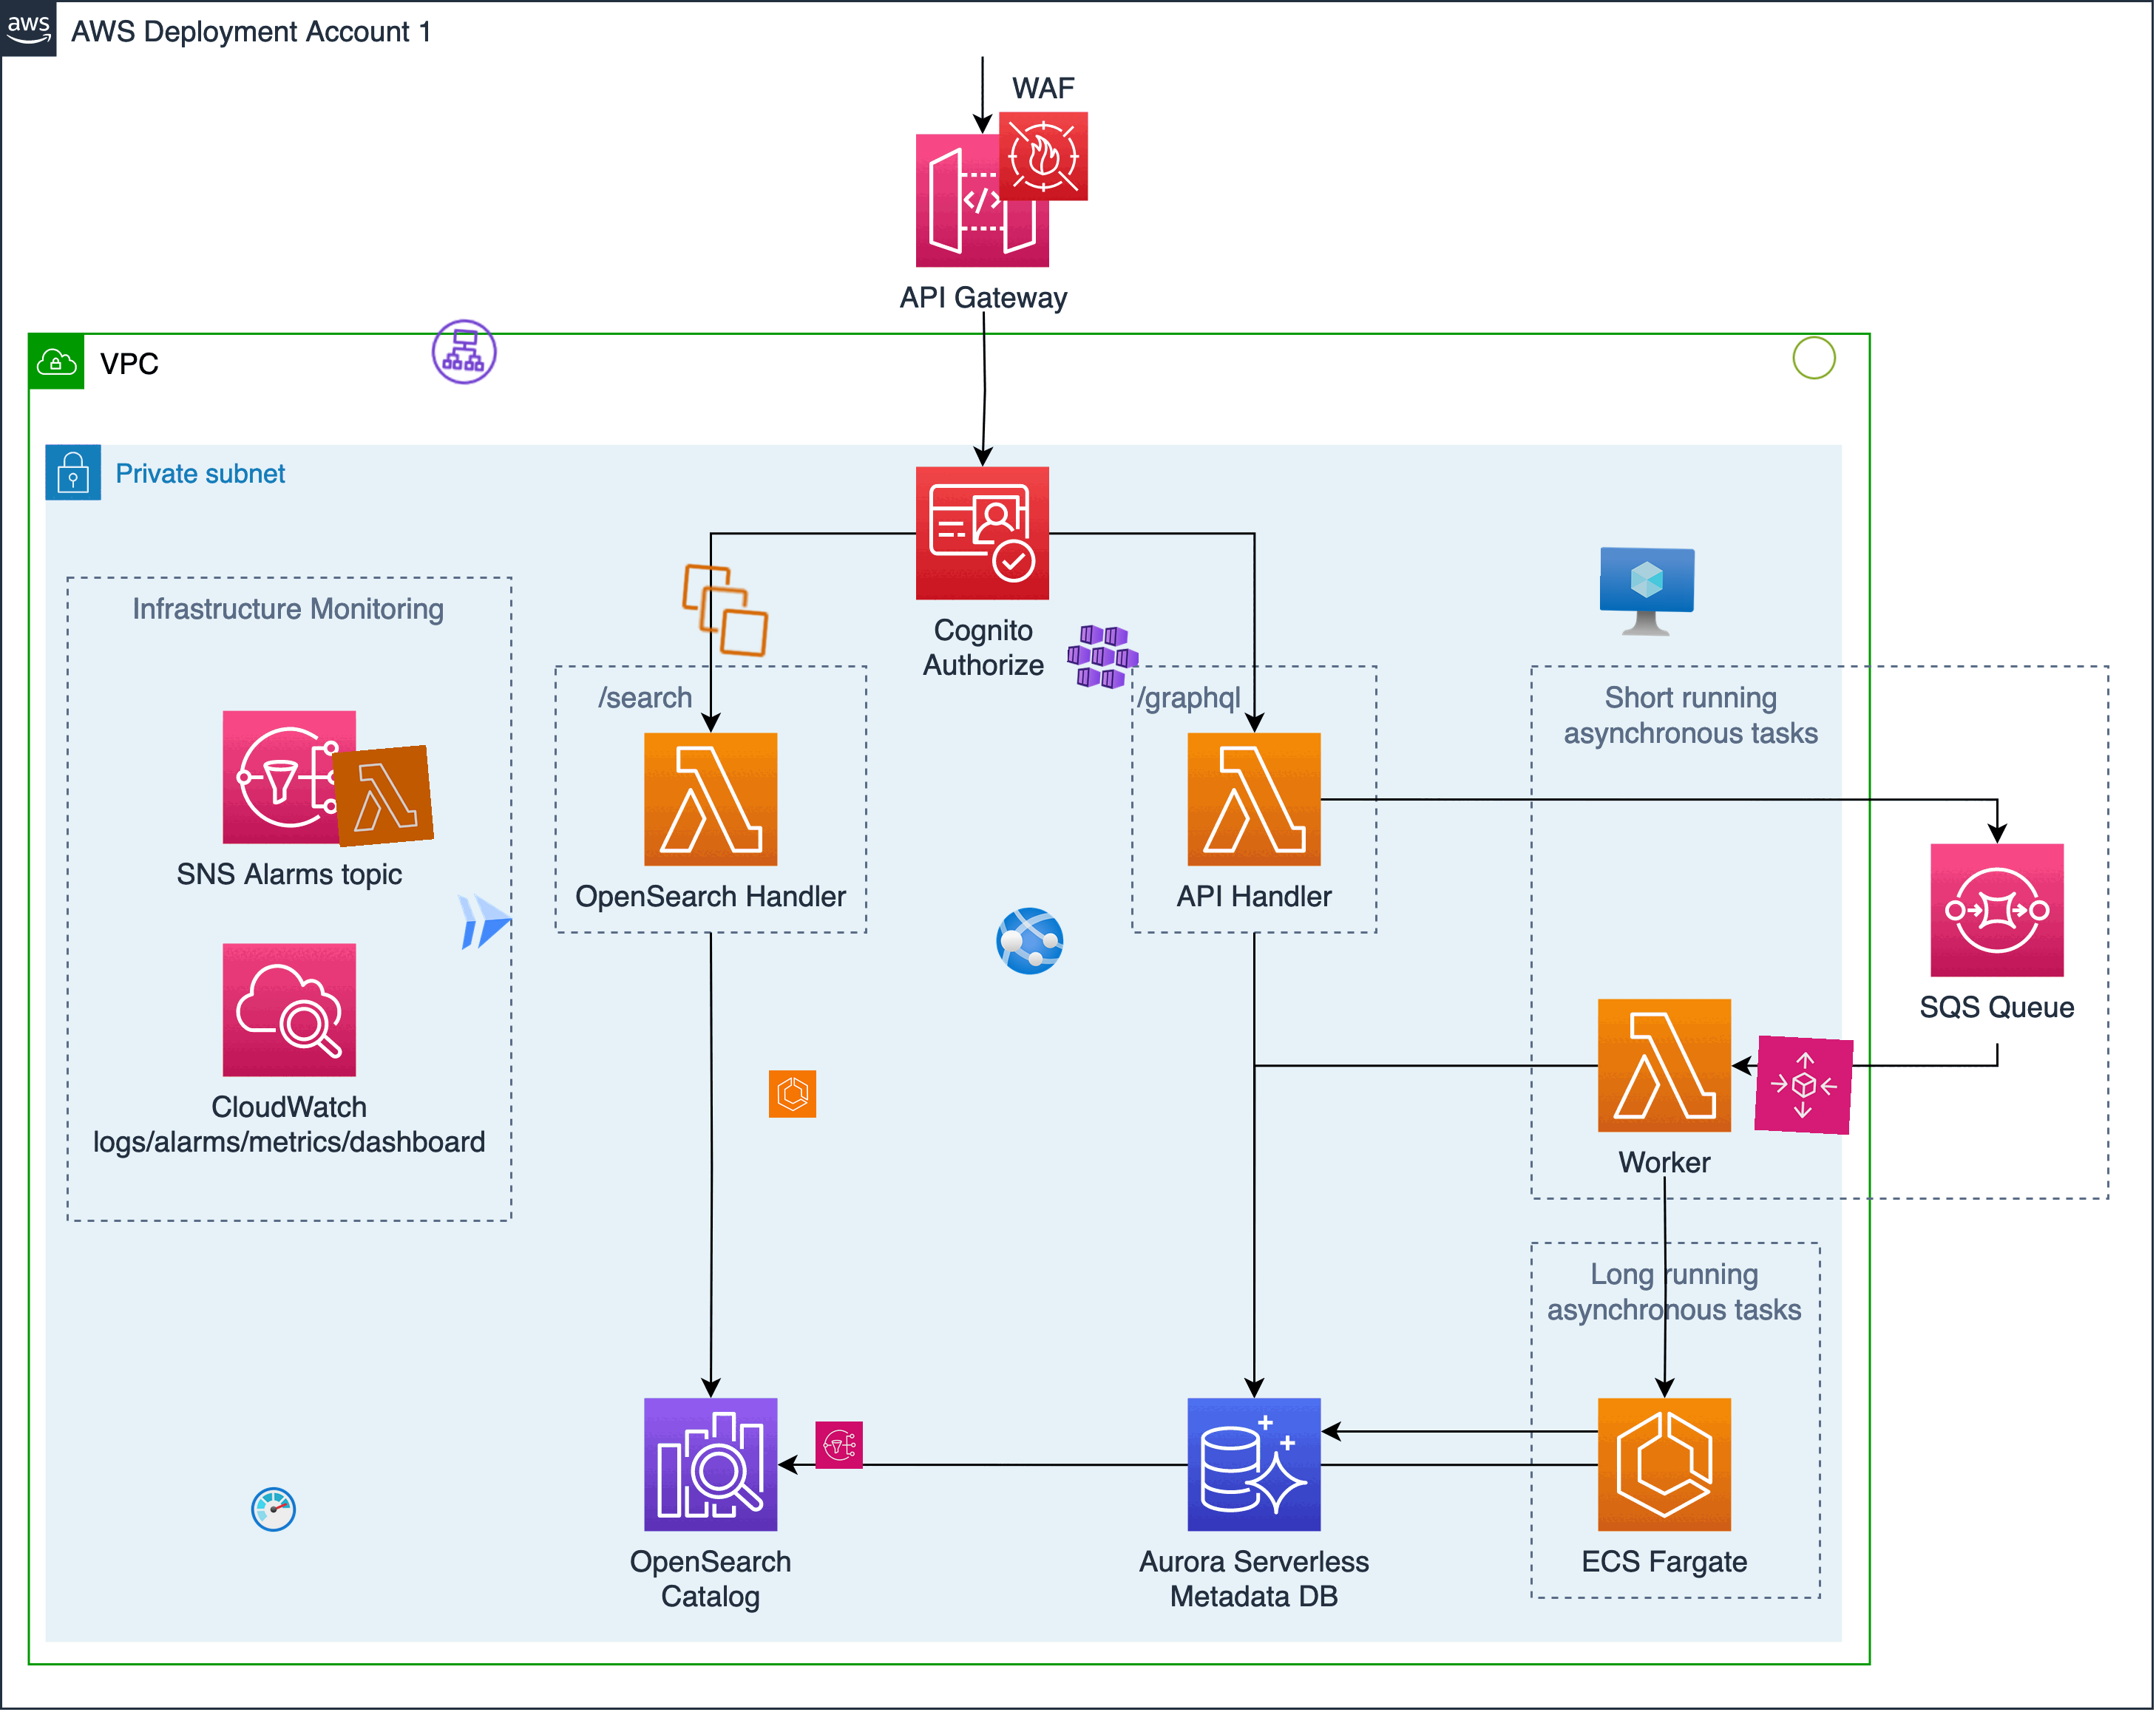 aws
AWS Deployment Account 1
WAF
API Gateway
VPC
Private subnet
Infrastructure Monitoring
Cognito
Authorize
/search
/graphql
Short running
asynchronous tasks
SNS Alarms topic
OpenSearch Handler
API Handler
SQS Queue
CloudWatch
logs/alarms/metrics/dashboard
Worker
Long running
asynchronous tasks
OpenSearch
Catalog
Aurora Serverless
Metadata DB
ECS Fargate